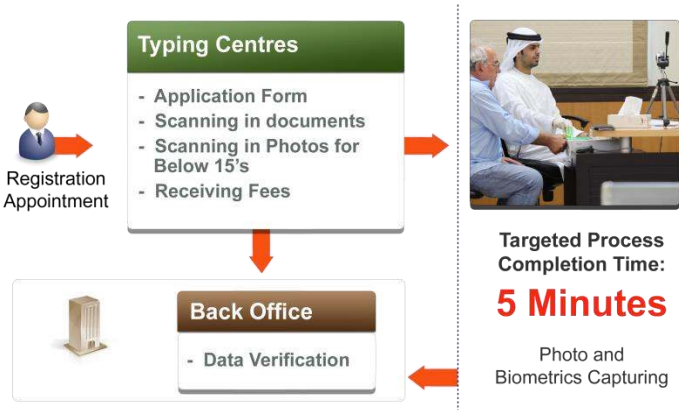 Typing Centres
- Application Form
- Scanning in documents
- Scanning in Photos for
Below 15's
- Receiving Fees
Registration
Appointment
Back Office
- Data Verification
Targeted Process
Completion Time:
5 Minutes
Photo and
Biometrics Capturing